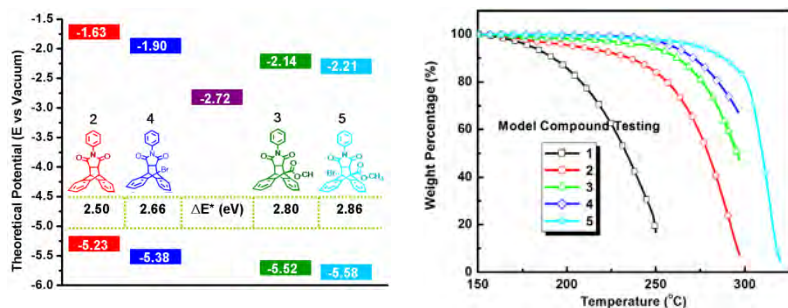 Theoretical Potential (E vs Vacuum)
-1.5
-2.0
-2.5
-3.0
-3.5
-4.0
-4.5
-5.0
-5.5
-6.0
-1.63
-1.90
-2.72
-2.14
-2.21
2
4
3
5
N
O
O
N
O
O
Br
N
O
O
O
OH
N
O
O
Br
O
OCH₃
2.50
2.66
ΔE* (eV)
2.80
2.86
-5.23
-5.38
-5.52
-5.58
Weight Percentage (%)
100
80
60
40
20
0
Model Compound Testing
1
2
3
4
5
150
200
250
300
Temperature (°C)